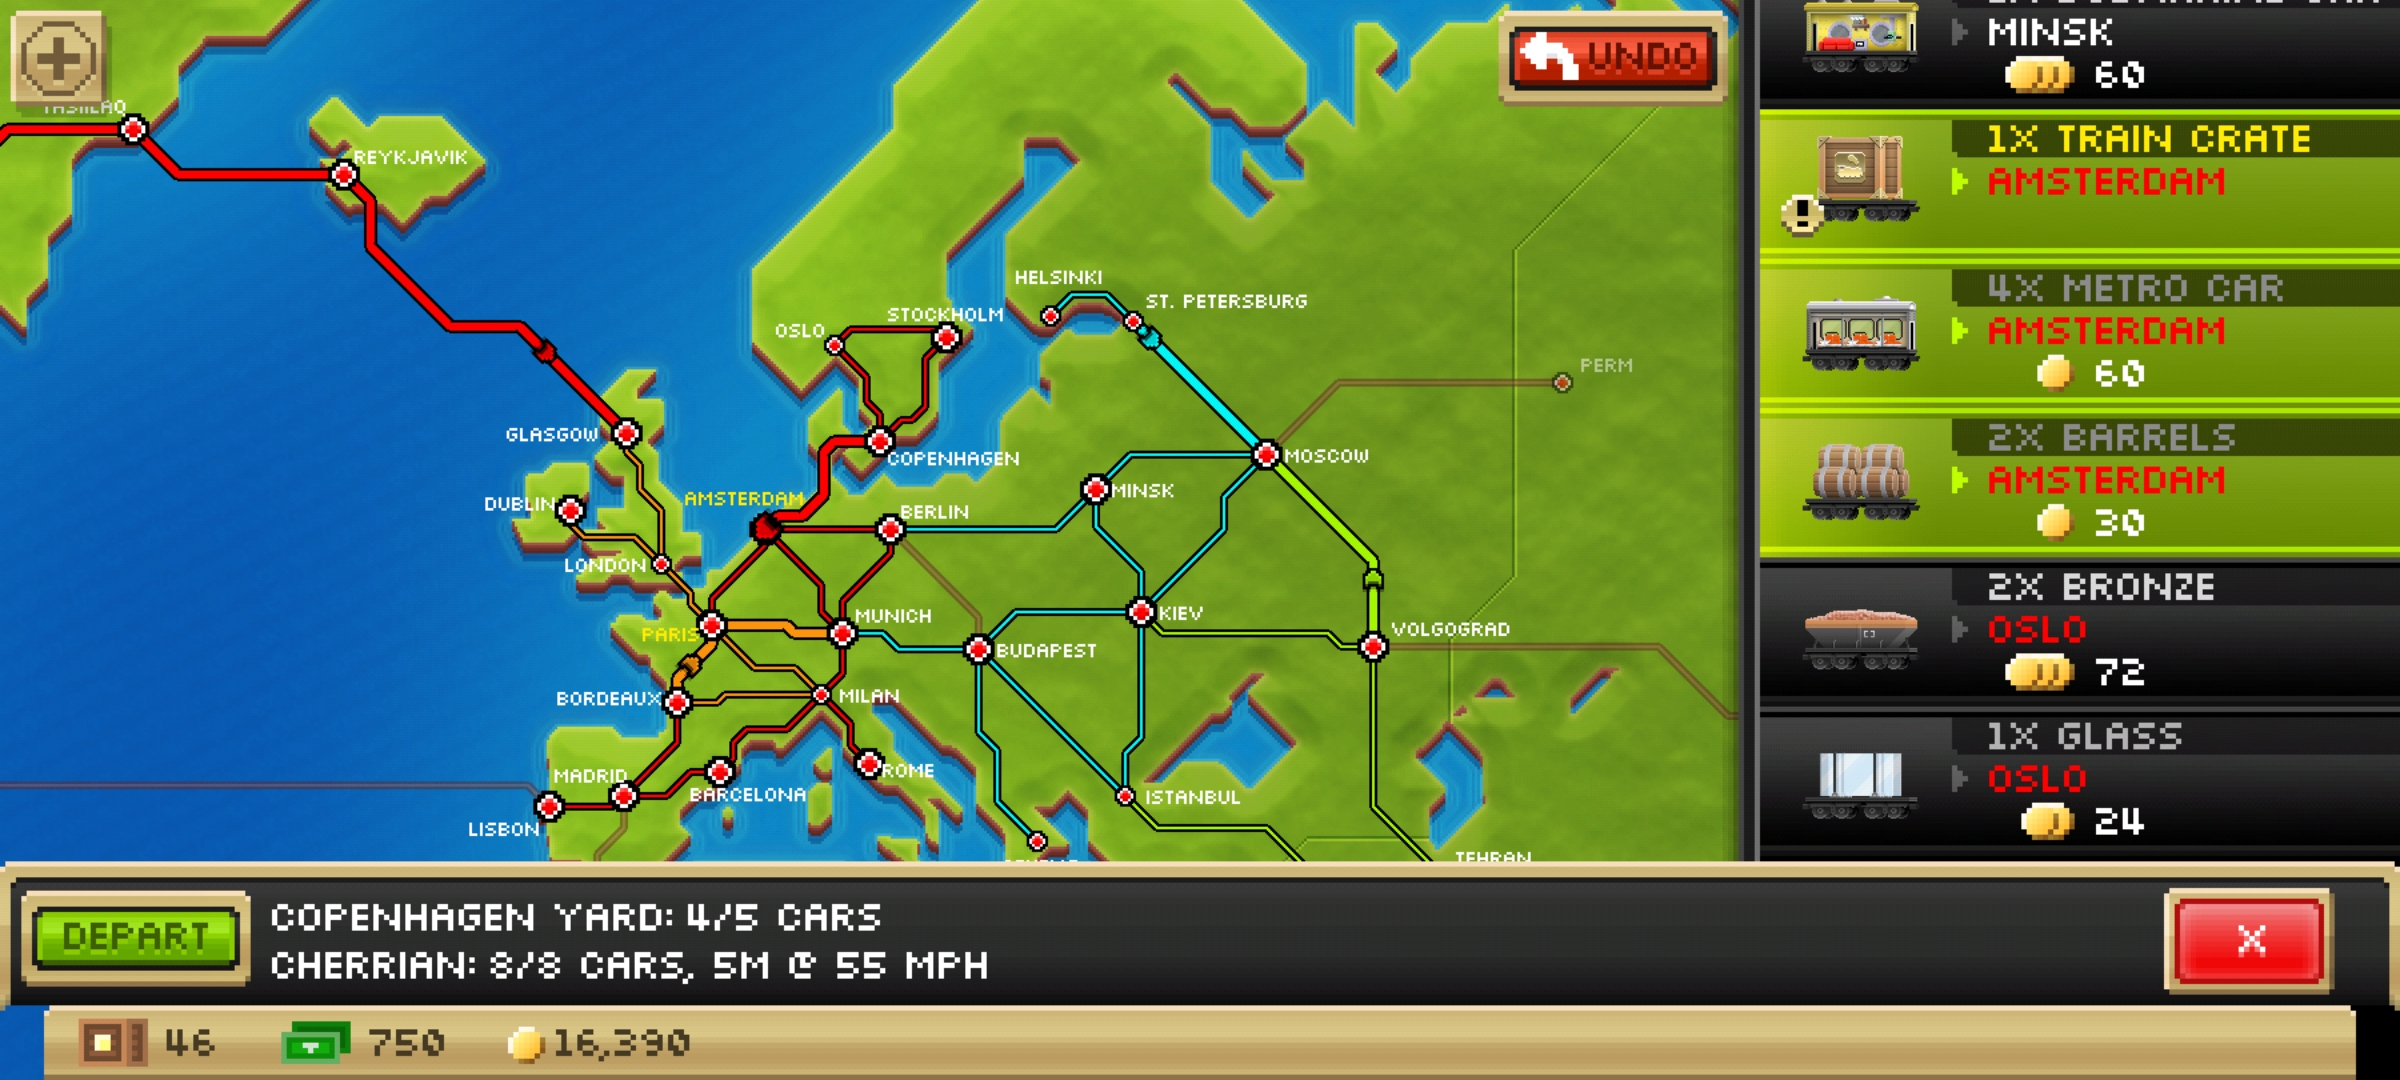 TASIILAQ
REYKJAVIK
UNDO
HELSINKI
ST. PETERSBURG
STOCKHOLM
OSLO
PERM
GLASGOW
COPENHAGEN
MOSCOW
DUBLIN
AMSTERDAM
BERLIN
MINSK
LONDON
PARIS
MUNICH
KIEV
VOLGOGRAD
BUDAPEST
BORDEAUX
MILAN
MADRID
ROME
BARCELONA
ISTANBUL
LISBON
TEHRAN
MINSK
60
1X TRAIN CRATE
AMSTERDAM
4X METRO CAR
AMSTERDAM
60
2X BARRELS
AMSTERDAM
30
2X BRONZE
OSLO
72
1X GLASS
OSLO
24
DEPART
COPENHAGEN YARD: 4/5 CARS
CHERRIAN: 8/8 CARS, 5M @ 55 MPH
X
46
750
16,390